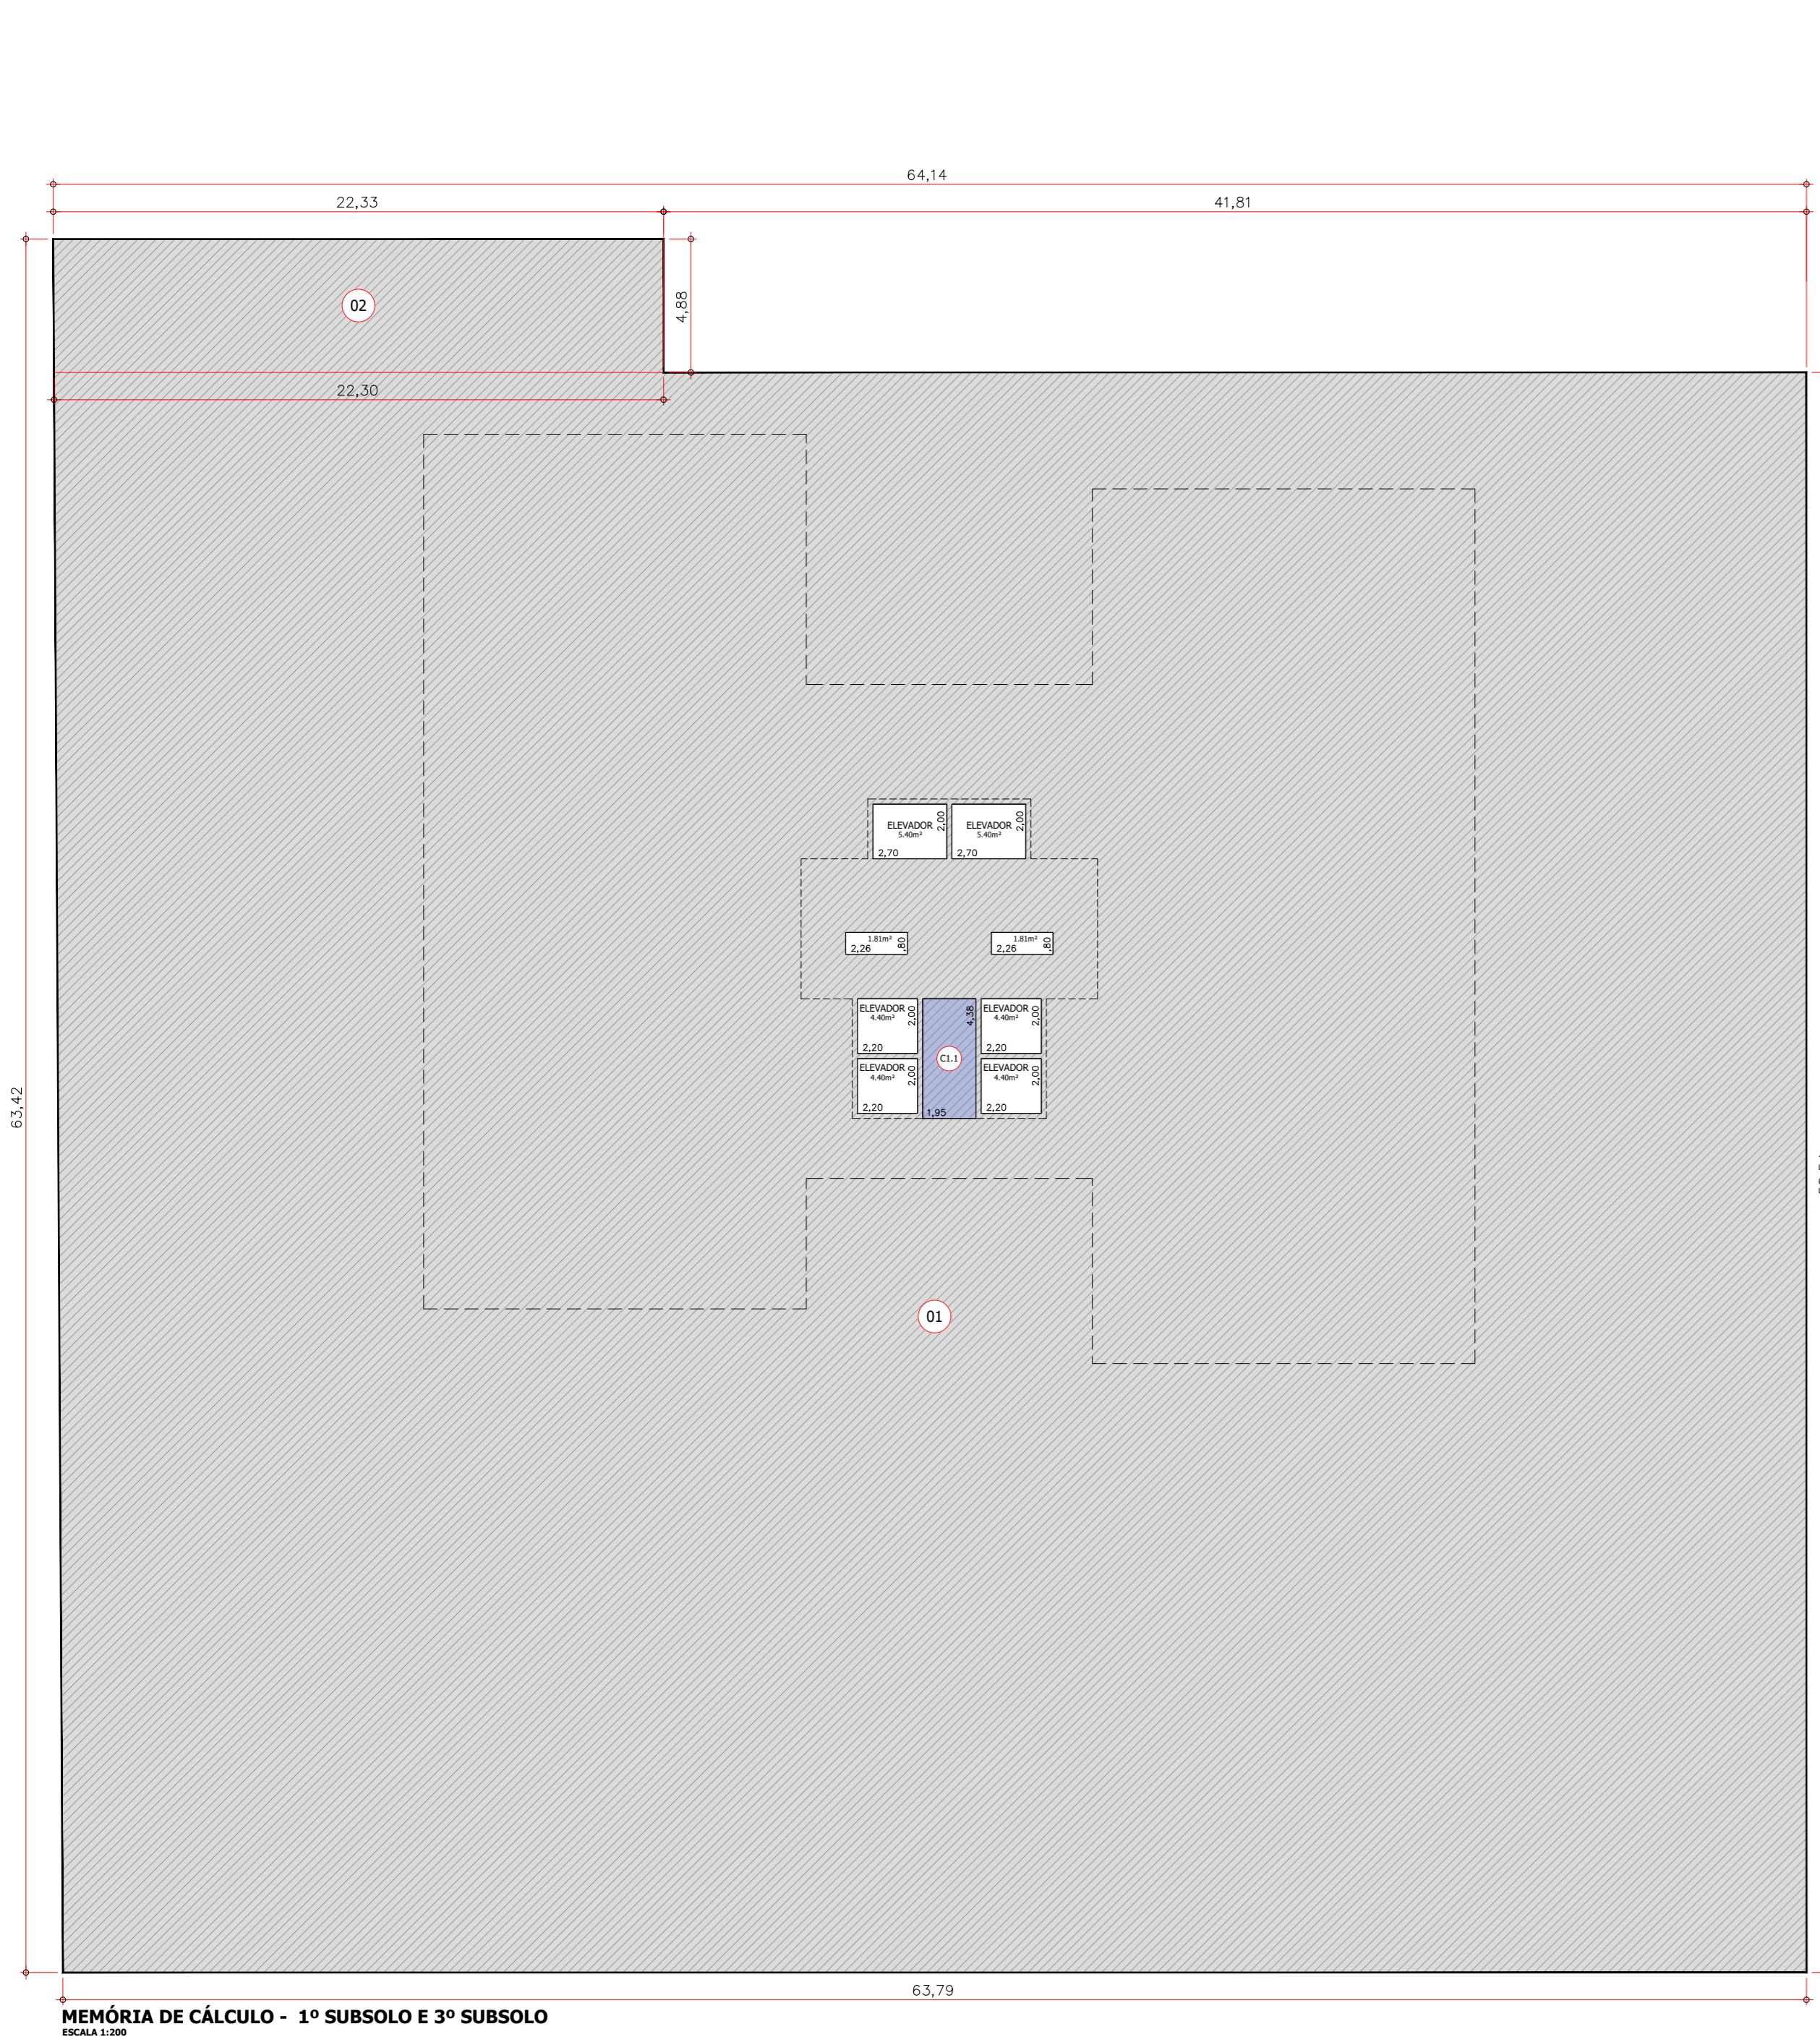 64,14
22,33
41,81
02
4,88
22,30
ELEVADOR
5.40m²
2,00
2,70
ELEVADOR
5.40m²
2,00
2,70
1.81m²
2,26
,80
1.81m²
2,26
,80
ELEVADOR
4.40m²
2,00
2,20
4,38
ELEVADOR
4.40m²
2,00
2,20
C1.1
ELEVADOR
4.40m²
2,00
2,20
1,95
ELEVADOR
4.40m²
2,00
2,20
63,42
01
63,79
MEMÓRIA DE CÁLCULO - 1º SUBSOLO E 3º SUBSOLO
ESCALA 1:200